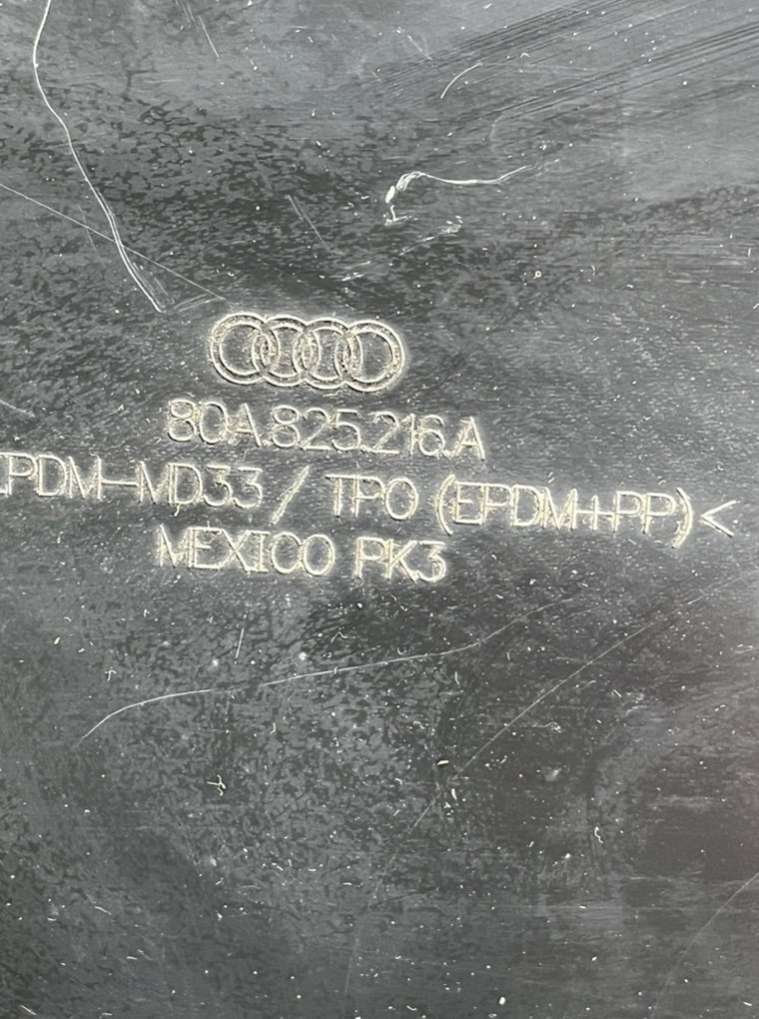 80A.825.216.A
EPDM-MD33 / TPO (EPDM+PP)<
MEXICO PK3